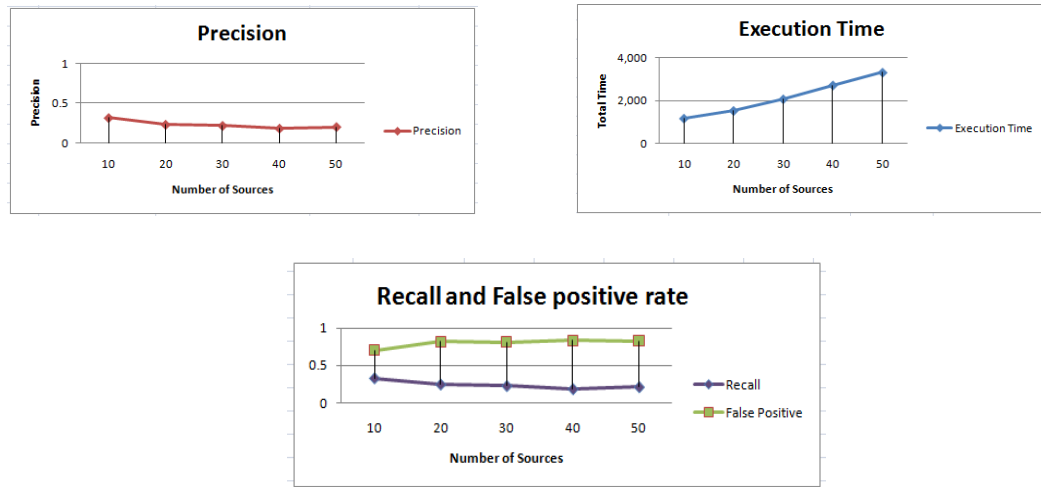 Precision
1
0.5
0
Precision
10 20 30 40 50
Number of Sources
Precision
Execution Time
4,000
2,000
0
Total Time
10 20 30 40 50
Number of Sources
Execution Time
Recall and False positive rate
1
0.5
0
10 20 30 40 50
Number of Sources
Recall
False Positive